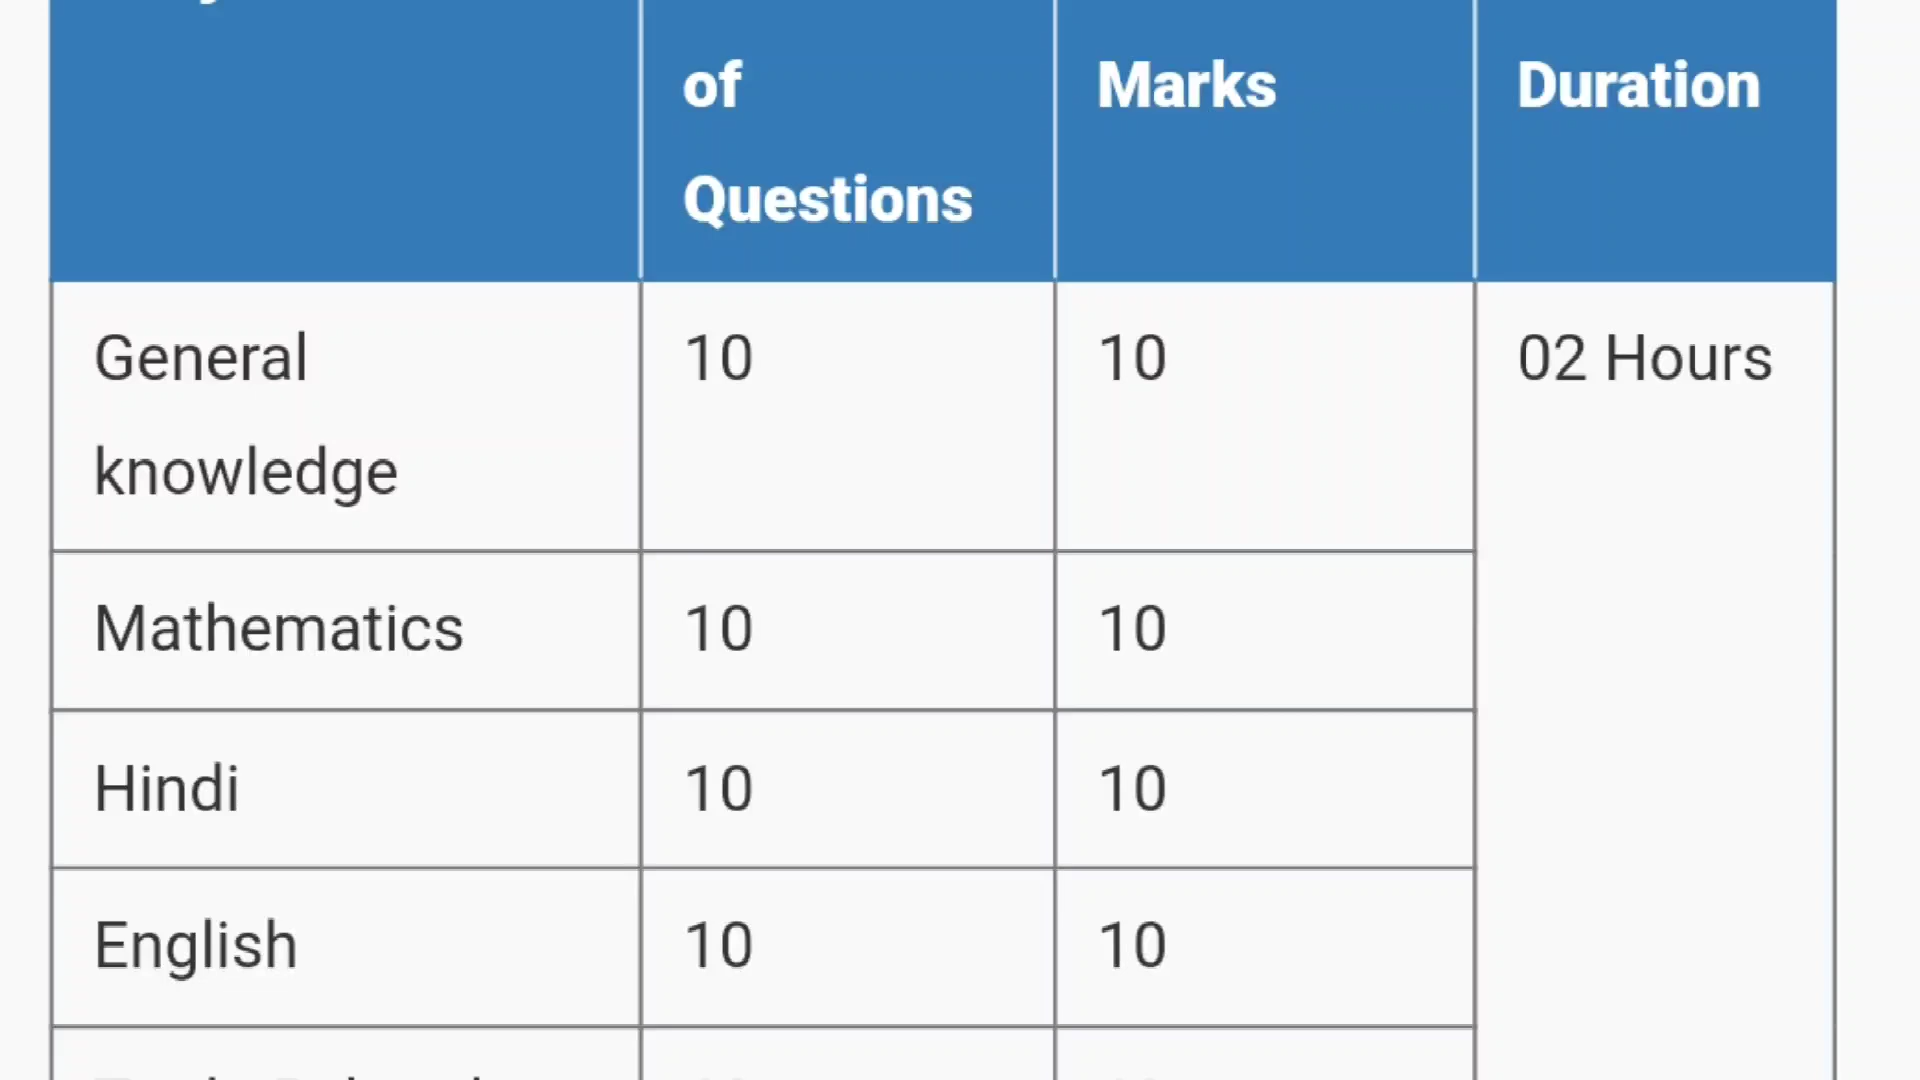 of Marks Duration
Questions
General 10 10 02 Hours
knowledge
Mathematics 10 10
Hindi 10 10
English 10 10